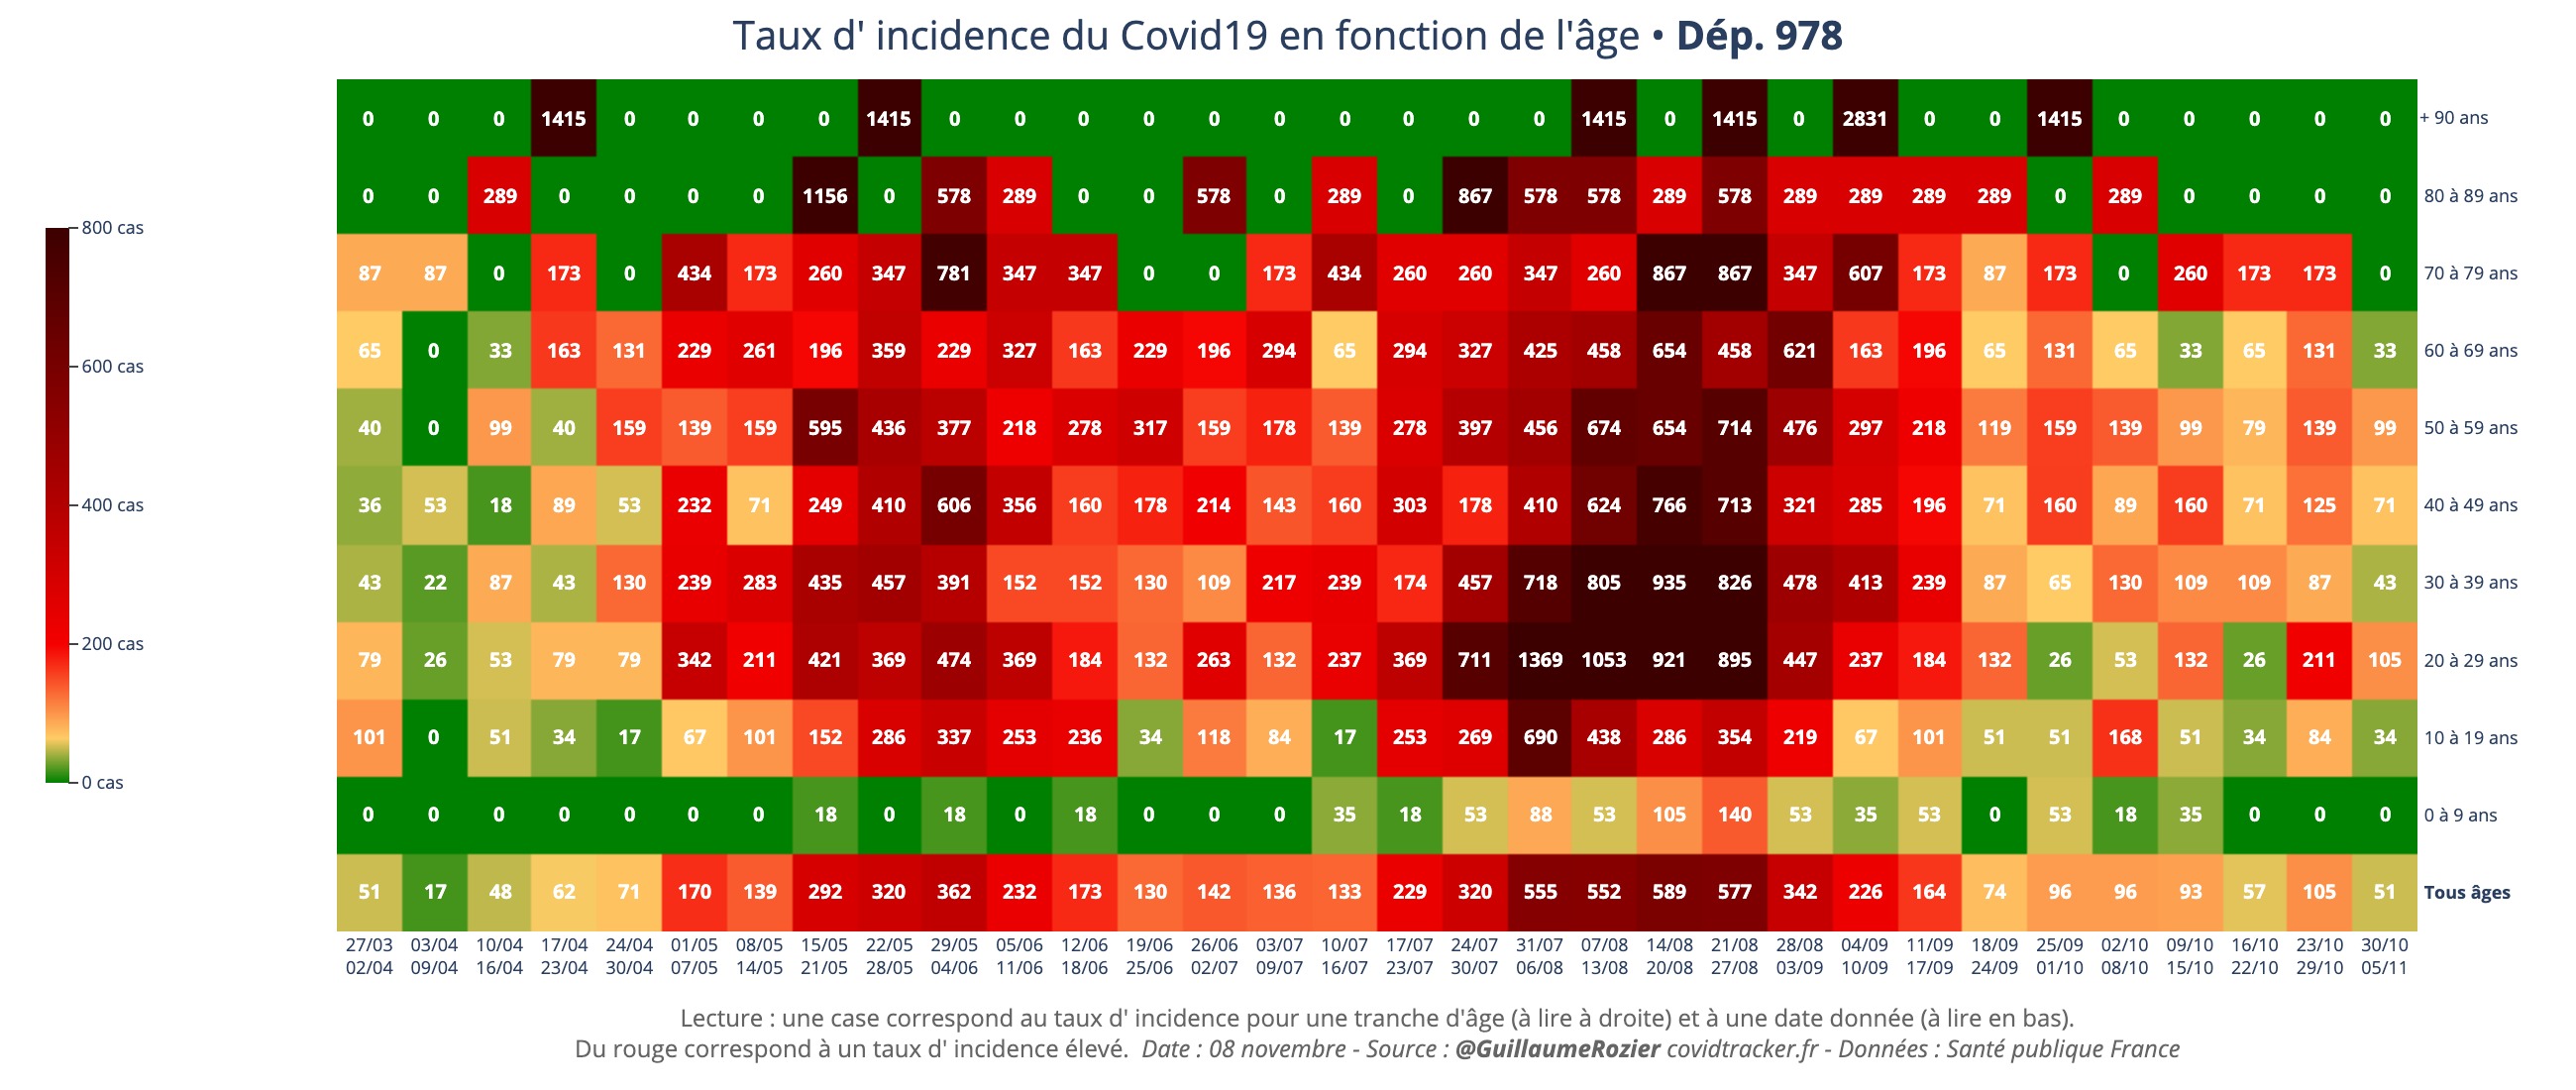 Taux d' incidence du Covid19 en fonction de l'âge • Dép. 978
0 0 0 1415 0 0 0 0 1415 0 0 0 0 0 0 0 0 0 0 1415 0 1415 0 2831 0 0 1415 0 0 0 0 0 + 90 ans
0 0 289 0 0 0 0 1156 0 578 289 0 0 578 0 289 0 867 578 578 289 578 289 289 289 289 0 289 0 0 0 0 80 à 89 ans
800 cas
87 87 0 173 0 434 173 260 347 781 347 347 0 0 173 434 260 260 347 260 867 867 347 607 173 87 173 0 260 173 173 0 70 à 79 ans
65 0 33 163 131 229 261 196 359 229 327 163 229 196 294 65 294 327 425 458 654 458 621 163 196 65 131 65 33 65 131 33 60 à 69 ans
600 cas
40 0 99 40 159 139 159 595 436 377 218 278 317 159 178 139 278 397 456 674 654 714 476 297 218 119 159 139 99 79 139 99 50 à 59 ans
400 cas
36 53 18 89 53 232 71 249 410 606 356 160 178 214 143 160 303 178 410 624 766 713 321 285 196 71 160 89 160 71 125 71 40 à 49 ans
43 22 87 43 130 239 283 435 457 391 152 152 130 109 217 239 174 457 718 805 935 826 478 413 239 87 65 130 109 109 87 43 30 à 39 ans
200 cas
79 26 53 79 79 342 211 421 369 474 369 184 132 263 132 237 369 711 1369 1053 921 895 447 237 184 132 26 53 132 26 211 105 20 à 29 ans
101 0 51 34 17 67 101 152 286 337 253 236 34 118 84 17 253 269 690 438 286 354 219 67 101 51 51 168 51 34 84 34 10 à 19 ans
0 cas
0 0 0 0 0 0 0 18 0 18 0 18 0 0 0 35 18 53 88 53 105 140 53 35 53 0 53 18 35 0 0 0 0 à 9 ans
51 17 48 62 71 170 139 292 320 362 232 173 130 142 136 133 229 320 555 552 589 577 342 226 164 74 96 96 93 57 105 51 Tous âges
27/03 03/04 10/04 17/04 24/04 01/05 08/05 15/05 22/05 29/05 05/06 12/06 19/06 26/06 03/07 10/07 17/07 24/07 31/07 07/08 14/08 21/08 28/08 04/09 11/09 18/09 25/09 02/10 09/10 16/10 23/10 30/10
02/04 09/04 16/04 23/04 30/04 07/05 14/05 21/05 28/05 04/06 11/06 18/06 25/06 02/07 09/07 16/07 23/07 30/07 06/08 13/08 20/08 27/08 03/09 10/09 17/09 24/09 01/10 08/10 15/10 22/10 29/10 05/11
Lecture : une case correspond au taux d' incidence pour une tranche d'âge (à lire à droite) et à une date donnée (à lire en bas).
Du rouge correspond à un taux d' incidence élevé. Date : 08 novembre - Source : @GuillaumeRozier covidtracker.fr - Données : Santé publique France